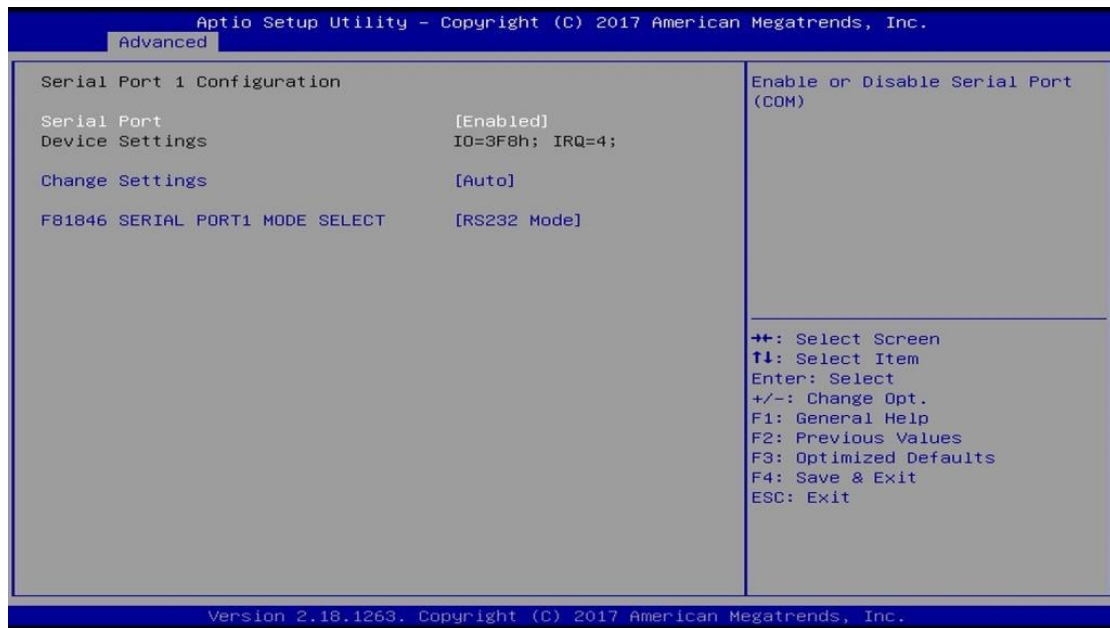 Aptio Setup Utility – Copyright (C) 2017 American Megatrends, Inc.
Advanced
Serial Port 1 Configuration
Serial Port [Enabled]
Device Settings IO=3F8h; IRQ=4;
Change Settings [Auto]
F81846 SERIAL PORT1 MODE SELECT [RS232 Mode]
Enable or Disable Serial Port
(COM)
→←: Select Screen
↑↓: Select Item
Enter: Select
+/-: Change Opt.
F1: General Help
F2: Previous Values
F3: Optimized Defaults
F4: Save & Exit
ESC: Exit
Version 2.18.1263. Copyright (C) 2017 American Megatrends, Inc.